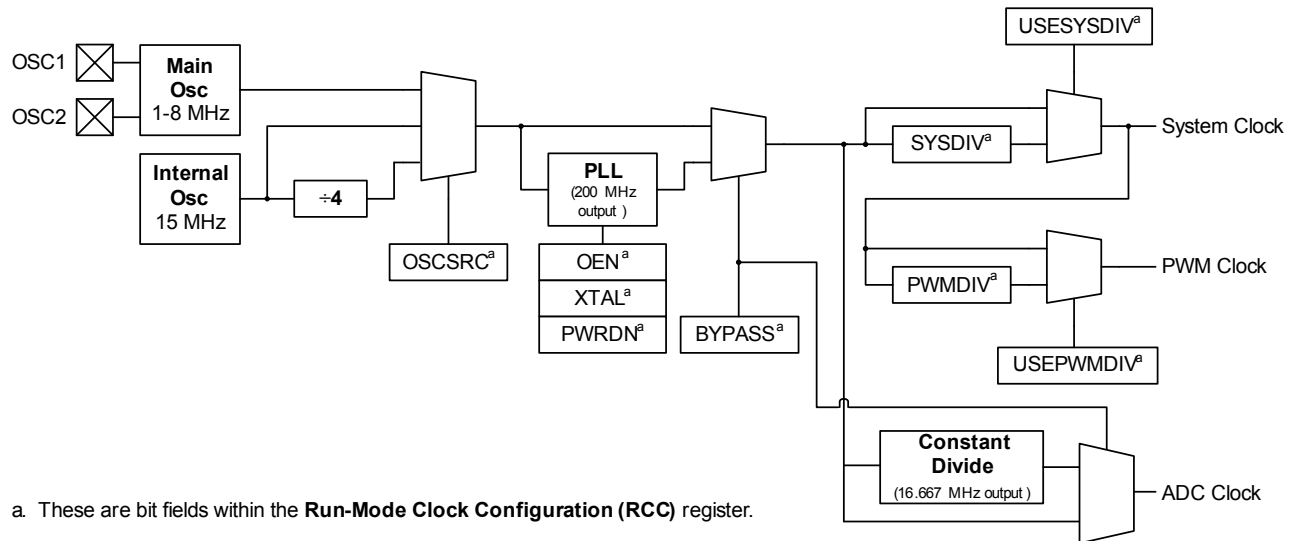 USESYSDIVa
OSC1
Main
Osc
1-8 MHz
OSC2
System Clock
SYSDIVa
Internal
Osc
15 MHz
÷4
PLL
(200 MHz
output )
OSCSRCa
OENa
XTALa
PWRDNa
BYPASSa
PWM Clock
PWMDIVa
USEPWMDIVa
Constant
Divide
(16.667 MHz output )
ADC Clock
a. These are bit fields within the Run-Mode Clock Configuration (RCC) register.